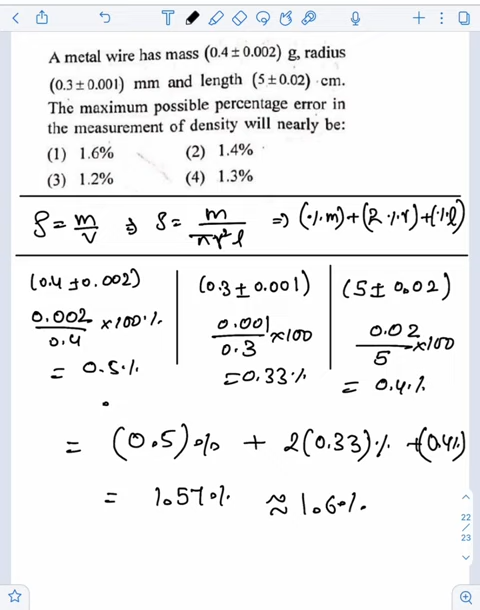 A metal wire has mass (0.4 ± 0.002) g, radius
(0.3 ± 0.001) mm and length (5 ± 0.02) cm.
The maximum possible percentage error in
the measurement of density will nearly be:
(1) 1.6% (2) 1.4%
(3) 1.2% (4) 1.3%
ρ = m/v ⇒ ρ = m/πr²l ⇒ (%m) + (2%r) + (%l)
(0.4 ± 0.002) (0.3 ± 0.001) (5 ± 0.02)
0.002/0.4 × 100% 0.001/0.3 × 100 0.02/5 × 100
= 0.5% = 0.33% = 0.4%
= (0.5)% + 2(0.33)% + (0.4%)
= 1.57% ≈ 1.6%.
22
/
23